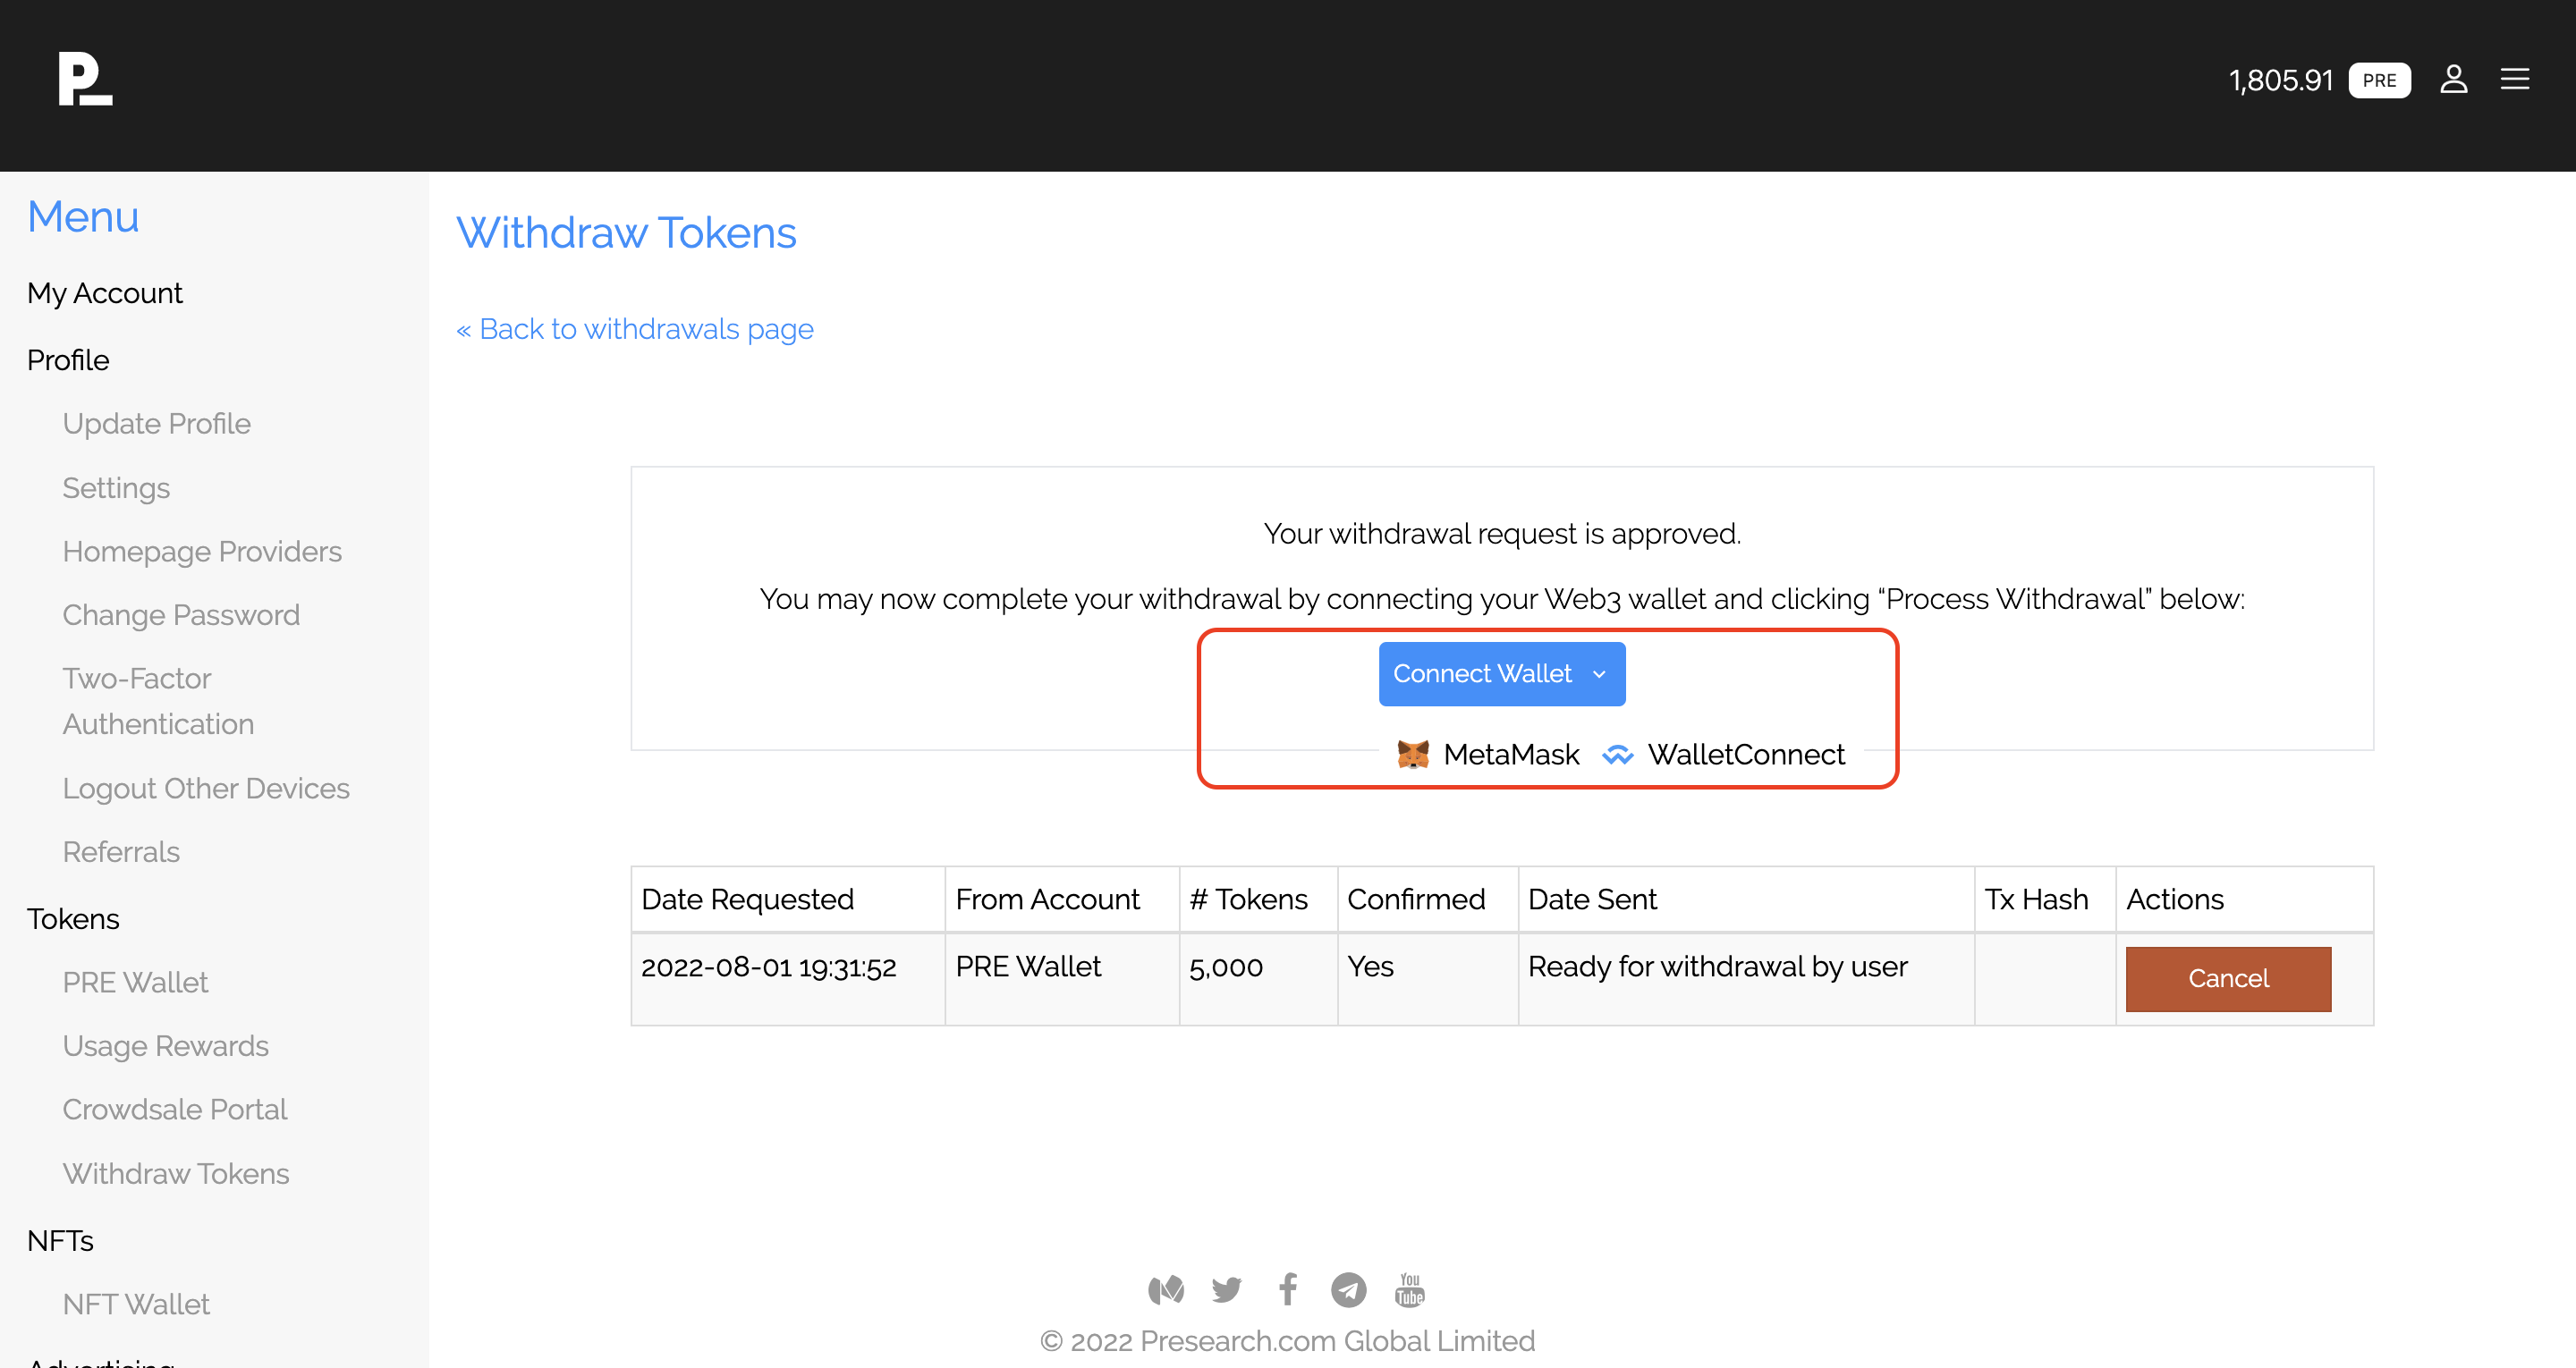 P_
1,805.91 PRE
Menu
My Account
Profile
Update Profile
Settings
Homepage Providers
Change Password
Two-Factor
Authentication
Logout Other Devices
Referrals
Tokens
PRE Wallet
Usage Rewards
Crowdsale Portal
Withdraw Tokens
NFTs
NFT Wallet
Advertising
Withdraw Tokens
« Back to withdrawals page
Your withdrawal request is approved.
You may now complete your withdrawal by connecting your Web3 wallet and clicking “Process Withdrawal” below:
Connect Wallet
MetaMask WalletConnect
Date Requested From Account # Tokens Confirmed Date Sent Tx Hash Actions
2022-08-01 19:31:52 PRE Wallet 5,000 Yes Ready for withdrawal by user Cancel
You
Tube
© 2022 Presearch.com Global Limited